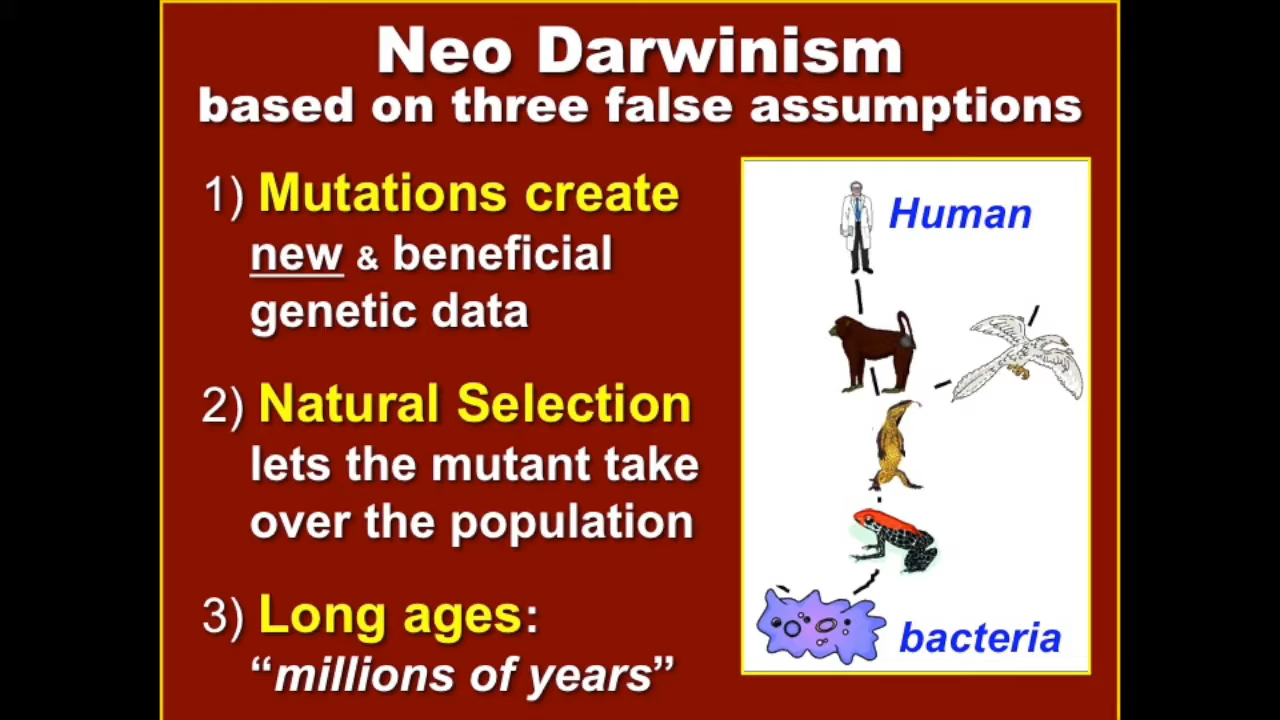 Neo Darwinism
based on three false assumptions
1) Mutations create
new & beneficial
genetic data
2) Natural Selection
lets the mutant take
over the population
3) Long ages:
“millions of years”
Human
bacteria